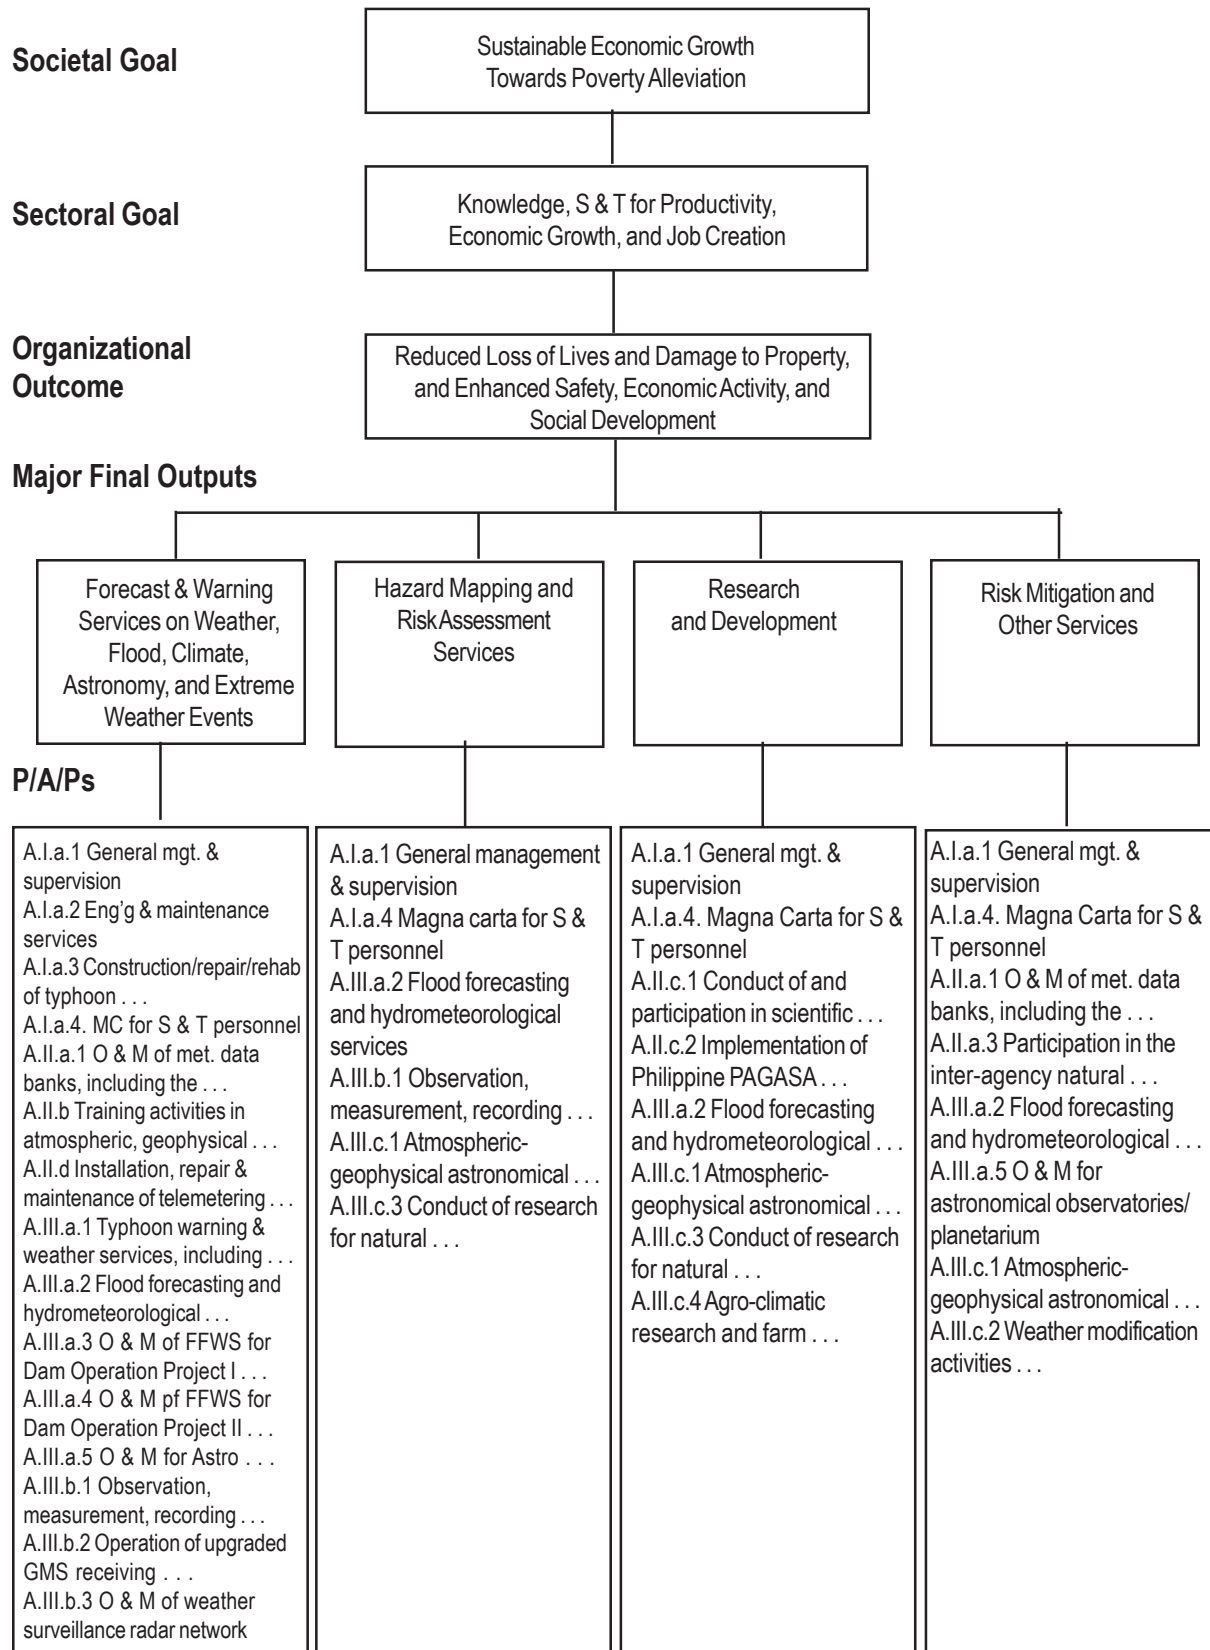 Societal Goal
Sustainable Economic Growth
Towards Poverty Alleviation
Sectoral Goal
Knowledge, S & T for Productivity,
Economic Growth, and Job Creation
Organizational
Outcome
Reduced Loss of Lives and Damage to Property,
and Enhanced Safety, Economic Activity, and
Social Development
Major Final Outputs
Forecast & Warning
Services on Weather,
Flood, Climate,
Astronomy, and Extreme
Weather Events
Hazard Mapping and
Risk Assessment
Services
Research
and Development
Risk Mitigation and
Other Services
P/A/Ps
A.I.a.1 General mgt. &
supervision
A.I.a.2 Eng’g & maintenance
services
A.I.a.3 Construction/repair/rehab
of typhoon . . .
A.I.a.4. MC for S & T personnel
A.II.a.1 O & M of met. data
banks, including the . . .
A.II.b Training activities in
atmospheric, geophysical . . .
A.II.d Installation, repair &
maintenance of telemetering . . .
A.III.a.1 Typhoon warning &
weather services, including . . .
A.III.a.2 Flood forecasting and
hydrometeorological . . .
A.III.a.3 O & M of FFWS for
Dam Operation Project I . . .
A.III.a.4 O & M pf FFWS for
Dam Operation Project II . . .
A.III.a.5 O & M for Astro . . .
A.III.b.1 Observation,
measurement, recording . . .
A.III.b.2 Operation of upgraded
GMS receiving . . .
A.III.b.3 O & M of weather
surveillance radar network
A.I.a.1 General management
& supervision
A.I.a.4 Magna carta for S &
T personnel
A.III.a.2 Flood forecasting
and hydrometeorological
services
A.III.b.1 Observation,
measurement, recording . . .
A.III.c.1 Atmospheric-
geophysical astronomical . . .
A.III.c.3 Conduct of research
for natural . . .
A.I.a.1 General mgt. &
supervision
A.I.a.4. Magna Carta for S &
T personnel
A.II.c.1 Conduct of and
participation in scientific . . .
A.II.c.2 Implementation of
Philippine PAGASA . . .
A.III.a.2 Flood forecasting
and hydrometeorological . . .
A.III.c.1 Atmospheric-
geophysical astronomical . . .
A.III.c.3 Conduct of research
for natural . . .
A.III.c.4 Agro-climatic
research and farm . . .
A.I.a.1 General mgt. &
supervision
A.I.a.4. Magna Carta for S &
T personnel
A.II.a.1 O & M of met. data
banks, including the . . .
A.II.a.3 Participation in the
inter-agency natural . . .
A.III.a.2 Flood forecasting
and hydrometeorological . . .
A.III.a.5 O & M for
astronomical observatories/
planetarium
A.III.c.1 Atmospheric-
geophysical astronomical . . .
A.III.c.2 Weather modification
activities . . .